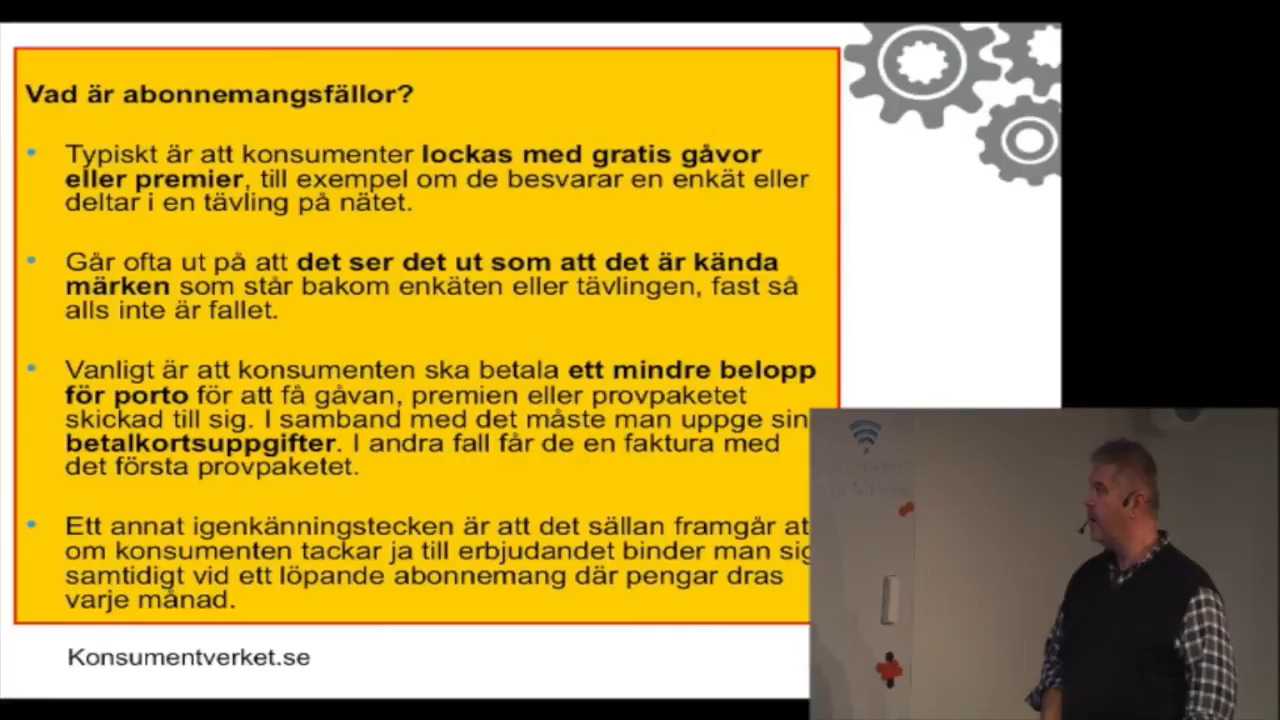 Vad är abonnemangsfällor?
• Typiskt är att konsumenter lockas med gratis gåvor
eller premier, till exempel om de besvarar en enkät eller
deltar i en tävling på nätet.
• Går ofta ut på att det ser det ut som att det är kända
märken som står bakom enkäten eller tävlingen, fast så
alls inte är fallet.
• Vanligt är att konsumenten ska betala ett mindre belopp
för porto för att få gåvan, premien eller provpaketet
skickad till sig. I samband med det måste man uppge sin
betalkortsuppgifter. I andra fall får de en faktura med
det första provpaketet.
• Ett annat igenkänningstecken är att det sällan framgår at
om konsumenten tackar ja till erbjudandet binder man sig
samtidigt vid ett löpande abonnemang där pengar dras
varje månad.
Konsumentverket.se